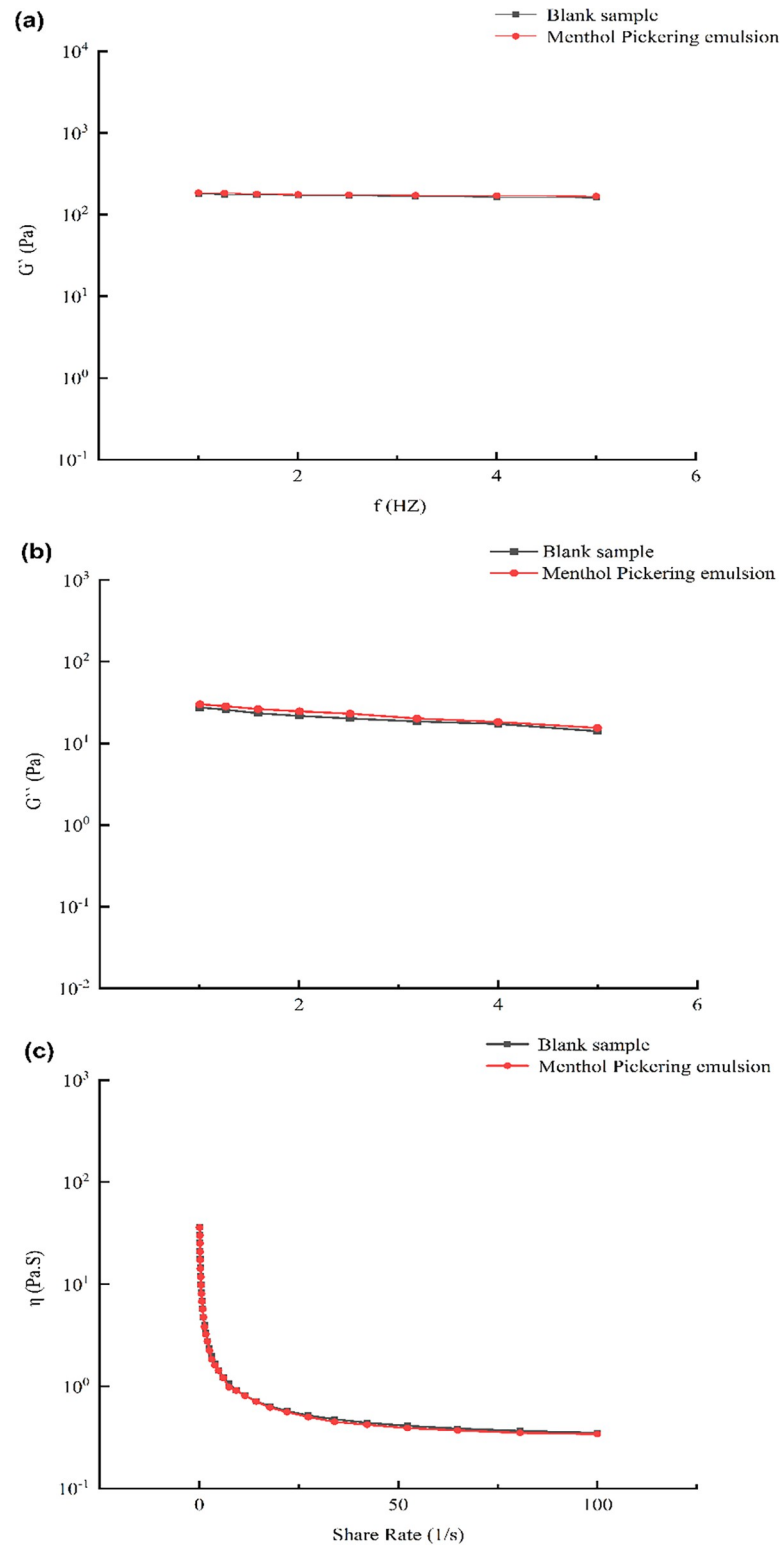 (a)
Blank sample
Menthol Pickering emulsion
10⁴
10³
10²
10¹
10⁰
10⁻¹
G` (Pa)
2
4
6
f (HZ)
(b)
Blank sample
Menthol Pickering emulsion
10³
10²
10¹
10⁰
10⁻¹
10⁻²
G`` (Pa)
2
4
6
(c)
Blank sample
Menthol Pickering emulsion
10³
10²
10¹
10⁰
10⁻¹
η (Pa.S)
0
50
100
Share Rate (1/s)